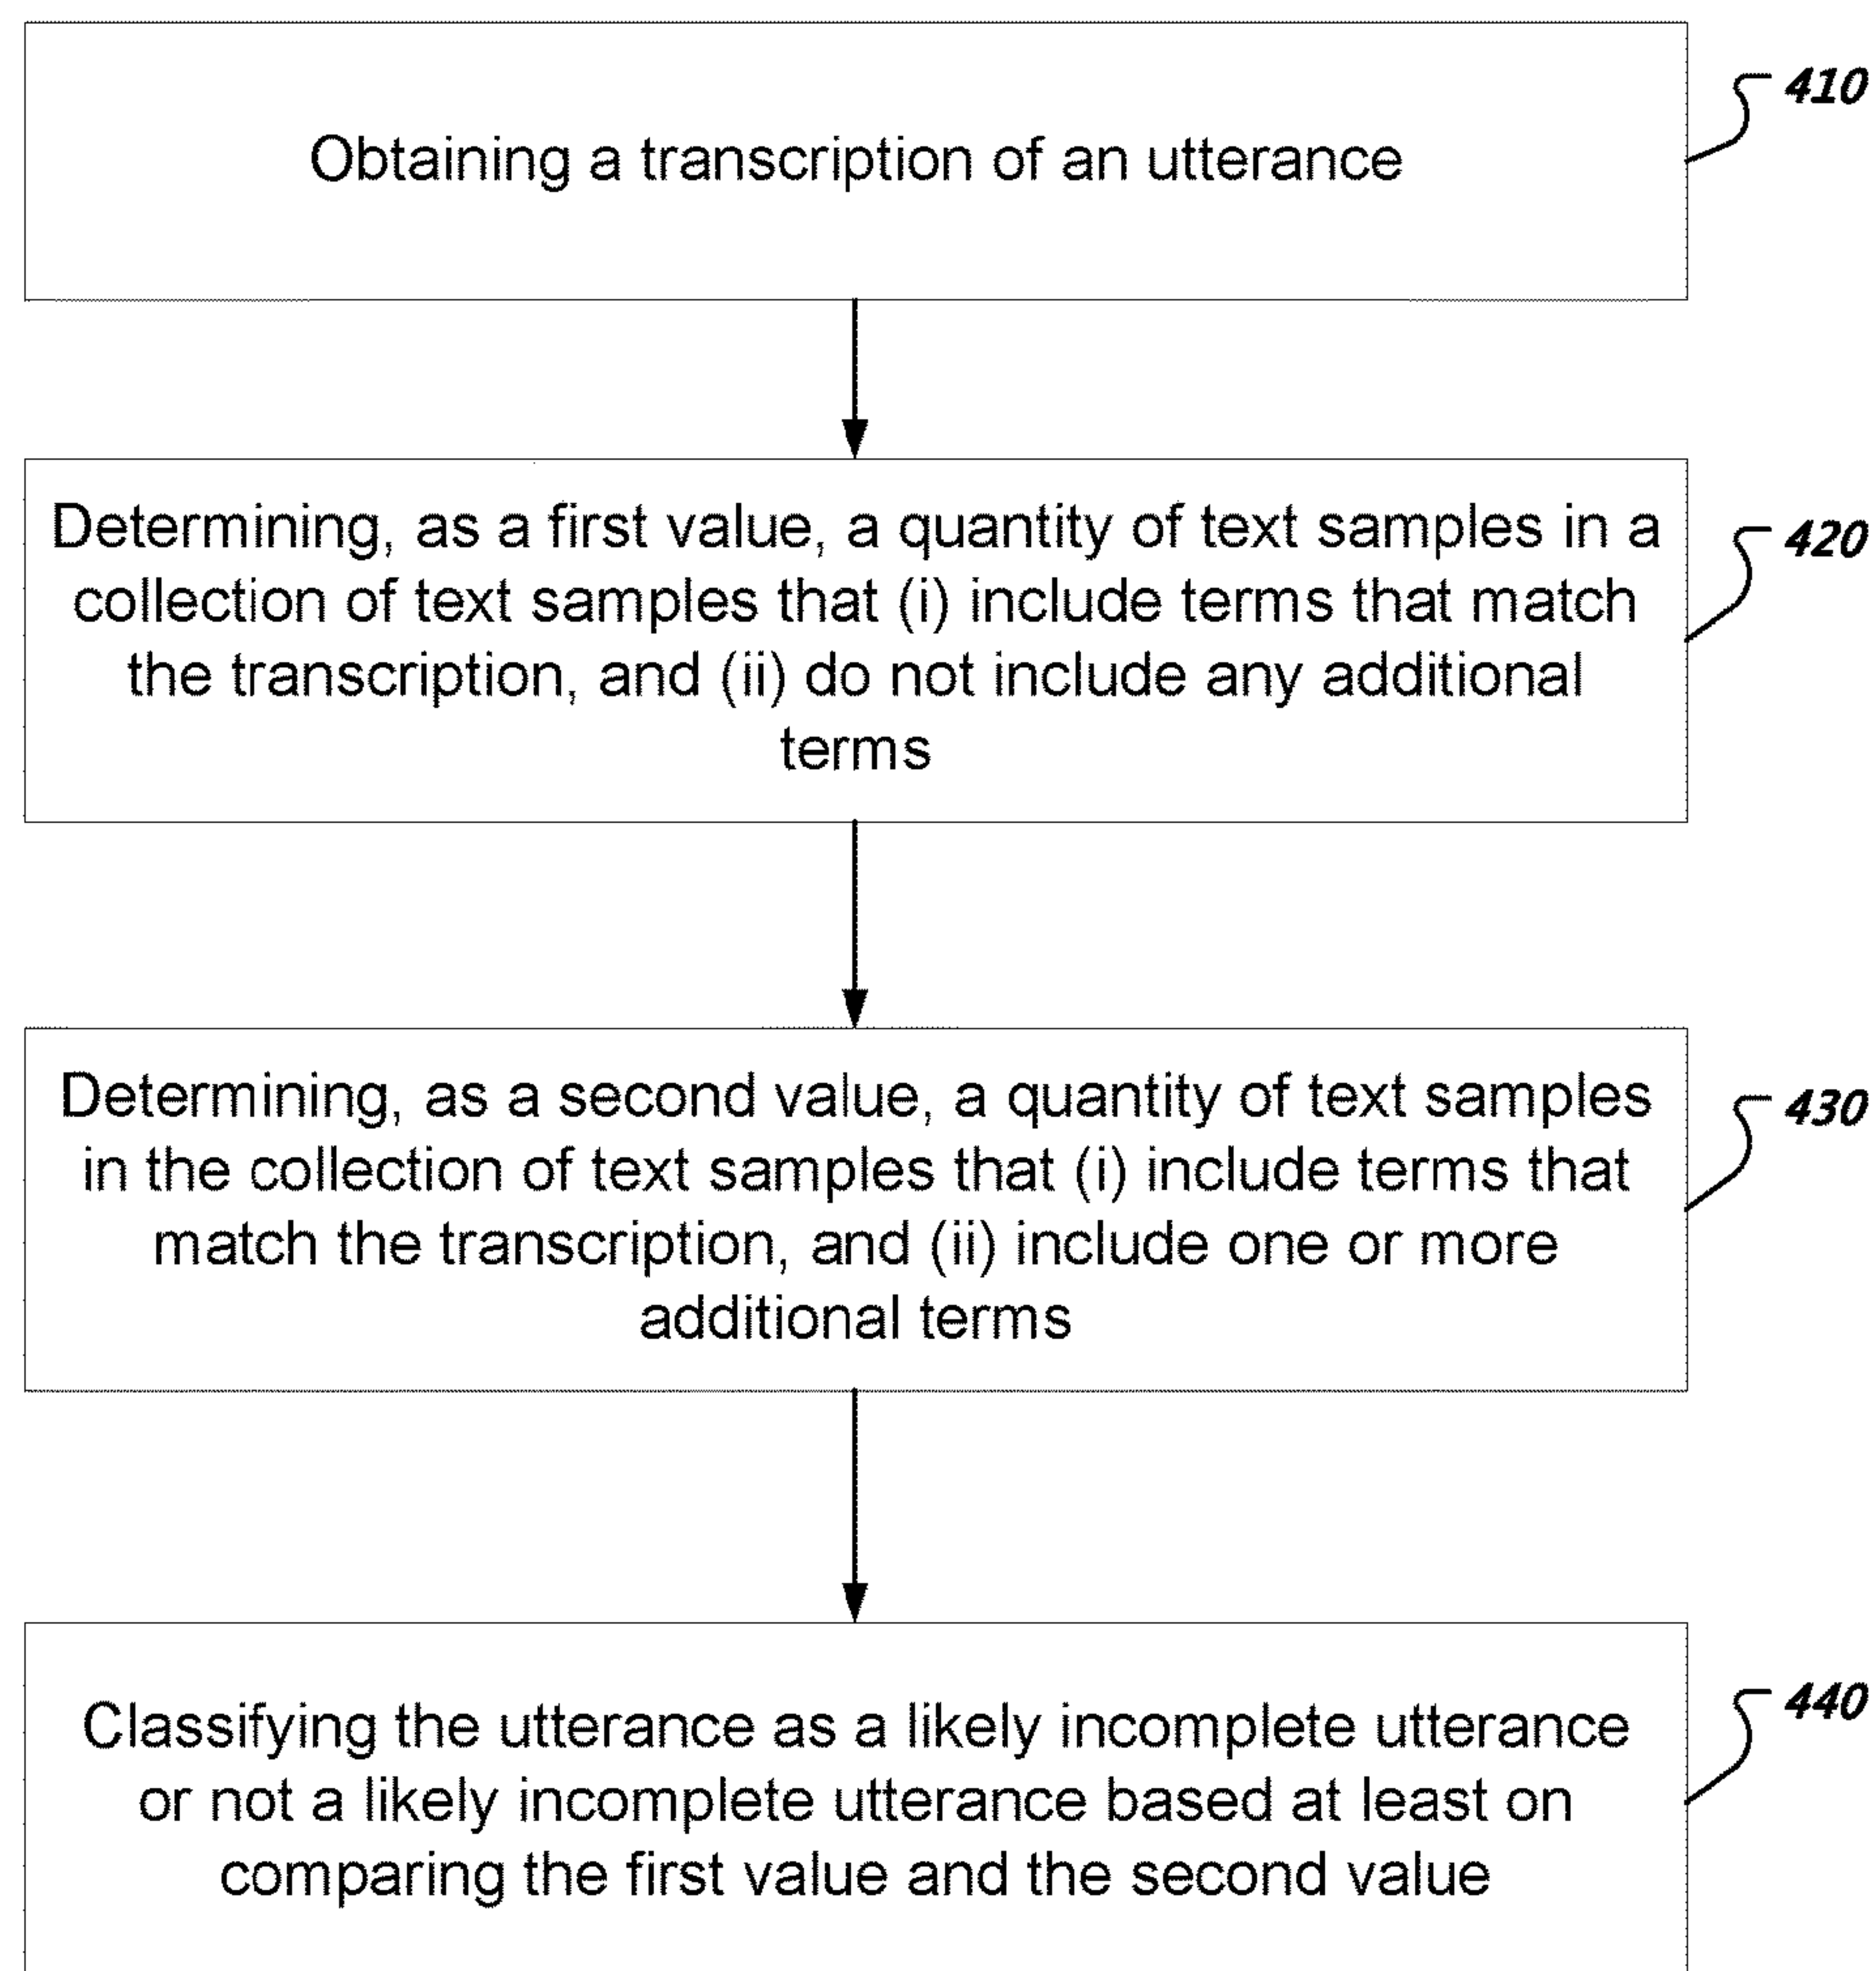 410
Obtaining a transcription of an utterance
420
Determining, as a first value, a quantity of text samples in a
collection of text samples that (i) include terms that match
the transcription, and (ii) do not include any additional
terms
430
Determining, as a second value, a quantity of text samples
in the collection of text samples that (i) include terms that
match the transcription, and (ii) include one or more
additional terms
440
Classifying the utterance as a likely incomplete utterance
or not a likely incomplete utterance based at least on
comparing the first value and the second value